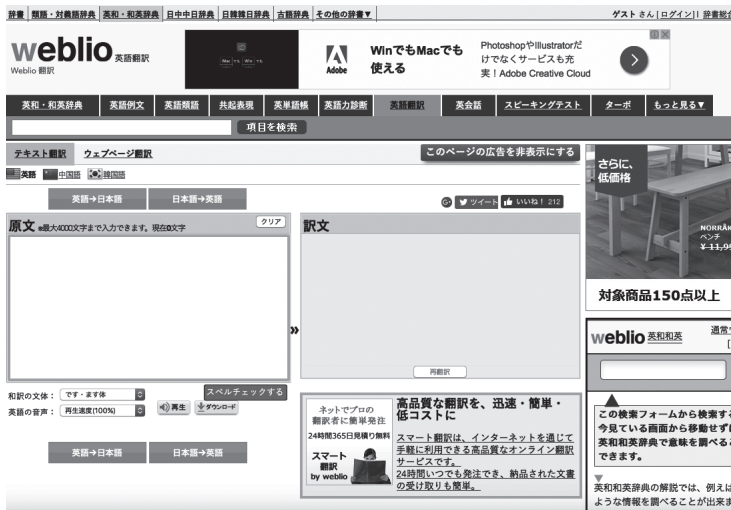 辞書 類語・対義語辞典 英和・和英辞典 日中中日辞典 日韓韓日辞典 古語辞典 その他の辞書▼
ゲスト さん [ログイン]
weblio 英語翻訳
Weblio 翻訳
Adobe
WinでもMacでも
使える
PhotoshopやIllustratorだ
けでなくサービスも充
実!Adobe Creative Cloud
英和・和英辞典 英語例文 英語類語 共起表現 英単語帳 英語力診断 英語翻訳 英会話 スピーキングテスト ターボ もっと見る▼
項目を検索
テキスト翻訳 ウェブページ翻訳
このページの広告を非表示にする
英語 中国語 韓国語
英語→日本語 日本語→英語
ツイート いいね! 212
原文 ※最大4000文字まで入力できます。現在0文字 クリア
訳文
再翻訳
和訳の文体: です・ます体 スペルチェックする
英語の音声: 再生速度(100%) 再生 ダウンロード
英語→日本語 日本語→英語
ネットでプロの
翻訳者に簡単発注
24時間365日見積り無料
スマート
翻訳
by weblio
高品質な翻訳を、迅速・簡単・
低コストに
スマート翻訳は、インターネットを通じて
手軽に利用できる高品質なオンライン翻訳
サービスです。
24時間いつでも発注でき、納品された文書
の受け取りも簡単。
さらに、
低価格
ベンチ
対象商品150点以上
weblio 英和和英
この検索フォームから検索す
今見ている画面から移動せず
英和和英辞典で意味を調べる
できます。
英和和英辞典の解説では、例え
ような情報を調べることが出来